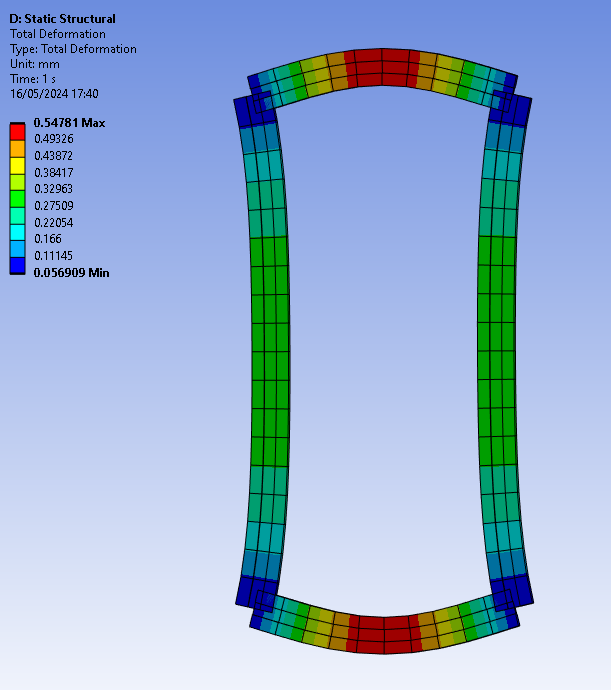 D: Static Structural
Total Deformation
Type: Total Deformation
Unit: mm
Time: 1 s
16/05/2024 17:40
0.54781 Max
0.49326
0.43872
0.38417
0.32963
0.27509
0.22054
0.166
0.11145
0.056909 Min